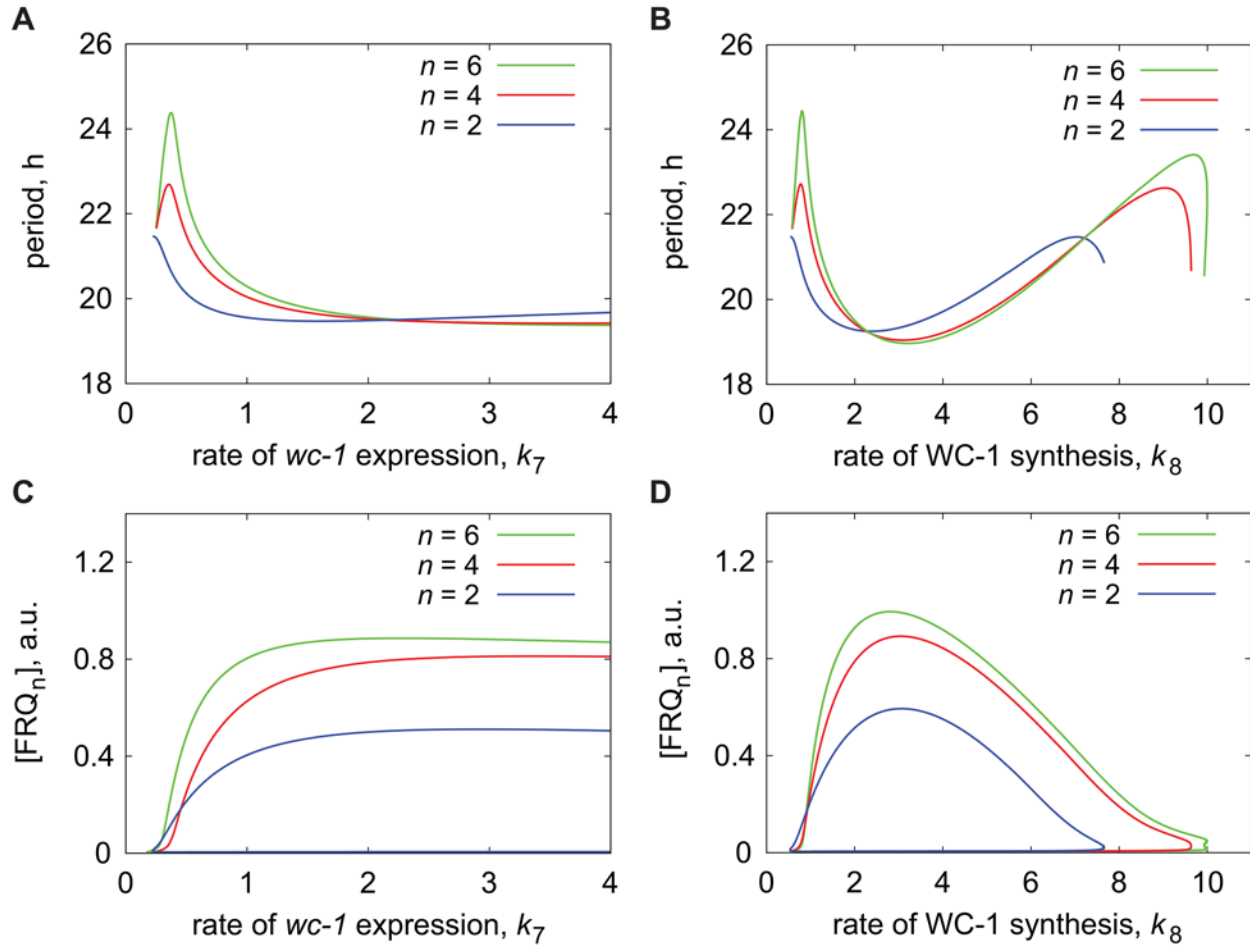 A
26
24
22
20
18
period, h
n = 6
n = 4
n = 2
0 1 2 3 4
rate of wc-1 expression, k7
B
26
24
22
20
18
period, h
n = 6
n = 4
n = 2
0 2 4 6 8 10
rate of WC-1 synthesis, k8
C
1.2
0.8
0.4
0
[FRQn], a.u.
n = 6
n = 4
n = 2
0 1 2 3 4
rate of wc-1 expression, k7
D
1.2
0.8
0.4
0
[FRQn], a.u.
n = 6
n = 4
n = 2
0 2 4 6 8 10
rate of WC-1 synthesis, k8